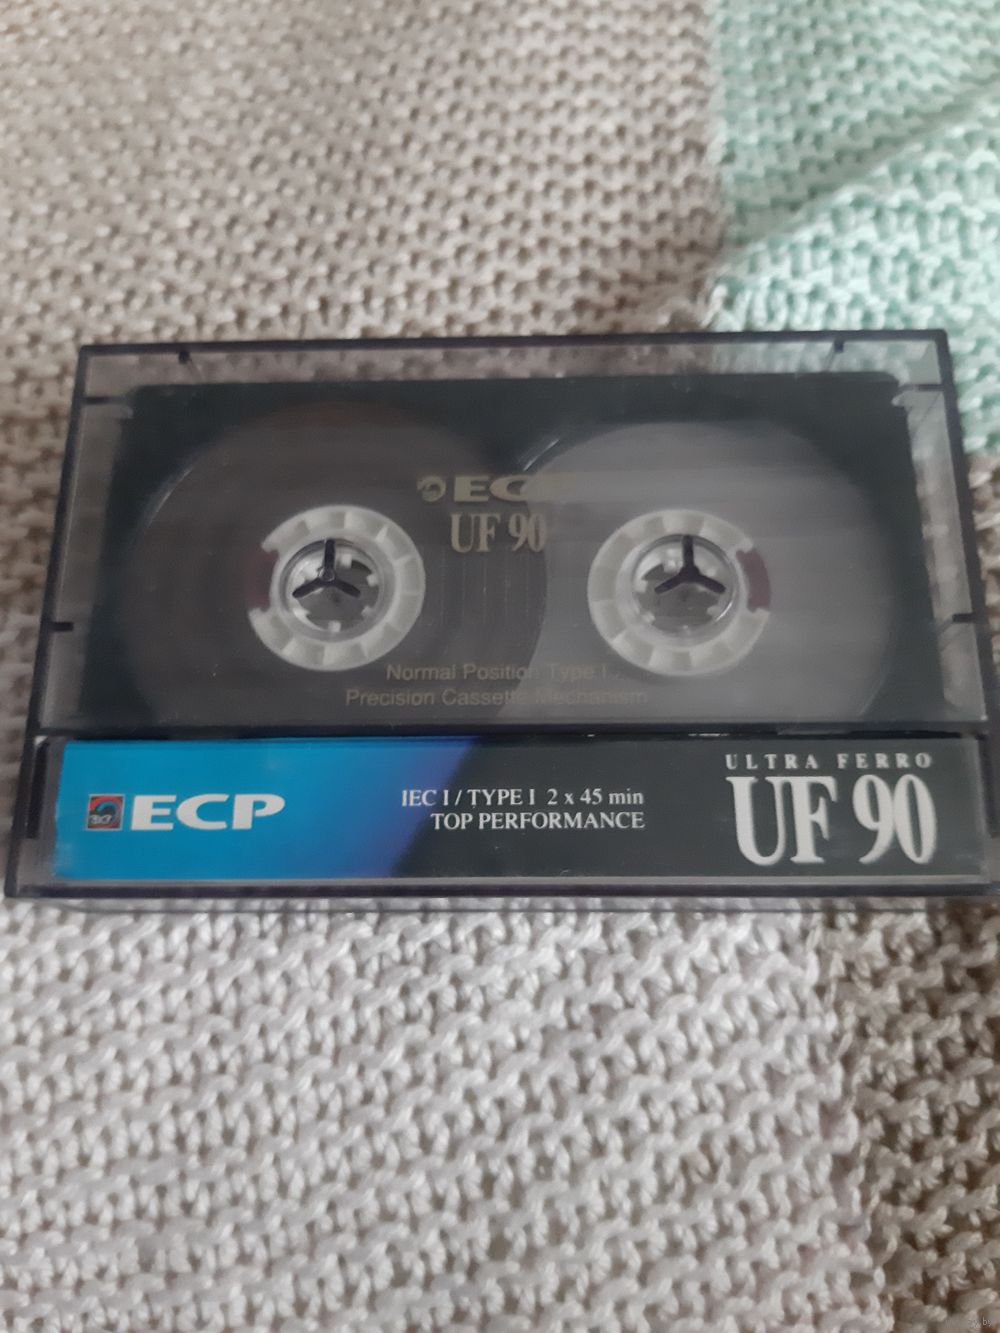 ECP
UF 90
Normal Position Type I
Precision Cassette Mechanism
ECP
IEC I / TYPE I 2 x 45 min
TOP PERFORMANCE
ULTRA FERRO
UF 90